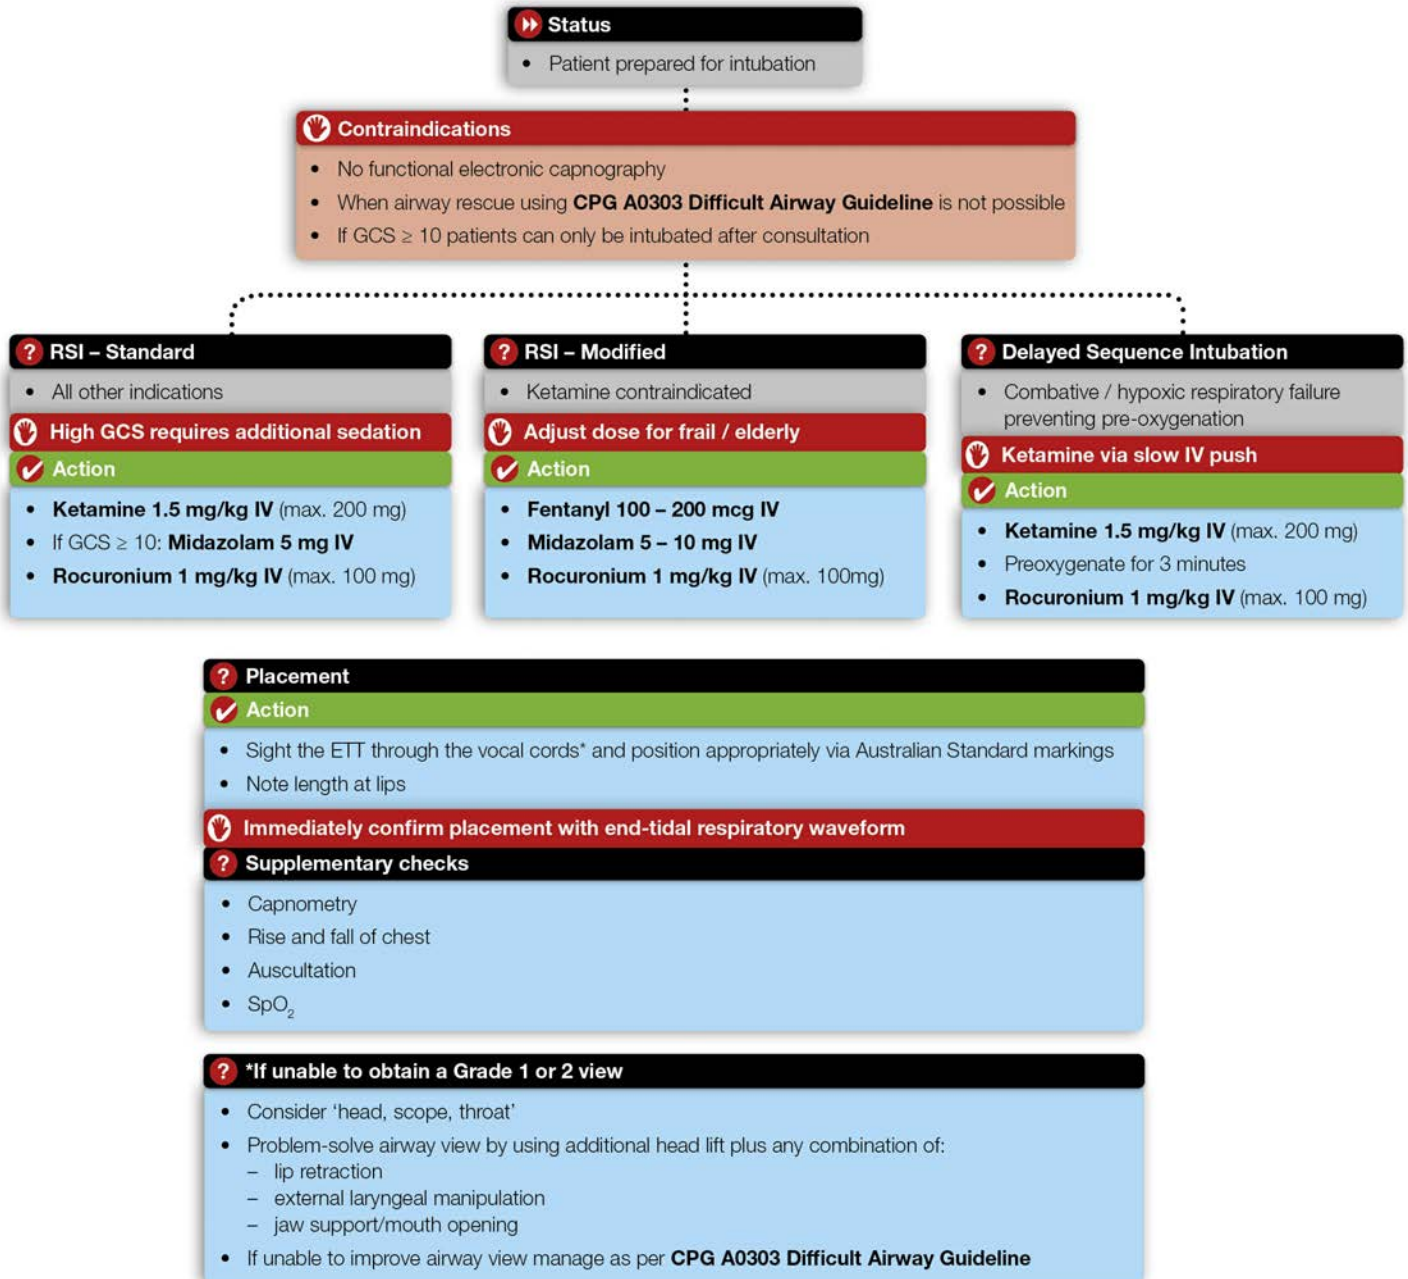 Status
• Patient prepared for intubation
Contraindications
• No functional electronic capnography
• When airway rescue using CPG A0303 Difficult Airway Guideline is not possible
• If GCS ≥ 10 patients can only be intubated after consultation
? RSI – Standard
• All other indications
High GCS requires additional sedation
Action
• Ketamine 1.5 mg/kg IV (max. 200 mg)
• If GCS ≥ 10: Midazolam 5 mg IV
• Rocuronium 1 mg/kg IV (max. 100 mg)
? RSI – Modified
• Ketamine contraindicated
Adjust dose for frail / elderly
Action
• Fentanyl 100 – 200 mcg IV
• Midazolam 5 – 10 mg IV
• Rocuronium 1 mg/kg IV (max. 100mg)
? Delayed Sequence Intubation
• Combative / hypoxic respiratory failure
preventing pre-oxygenation
Ketamine via slow IV push
Action
• Ketamine 1.5 mg/kg IV (max. 200 mg)
• Preoxygenate for 3 minutes
• Rocuronium 1 mg/kg IV (max. 100 mg)
? Placement
Action
• Sight the ETT through the vocal cords* and position appropriately via Australian Standard markings
• Note length at lips
Immediately confirm placement with end-tidal respiratory waveform
? Supplementary checks
• Capnometry
• Rise and fall of chest
• Auscultation
• SpO₂
? *If unable to obtain a Grade 1 or 2 view
• Consider ‘head, scope, throat’
• Problem-solve airway view by using additional head lift plus any combination of:
– lip retraction
– external laryngeal manipulation
– jaw support/mouth opening
• If unable to improve airway view manage as per CPG A0303 Difficult Airway Guideline